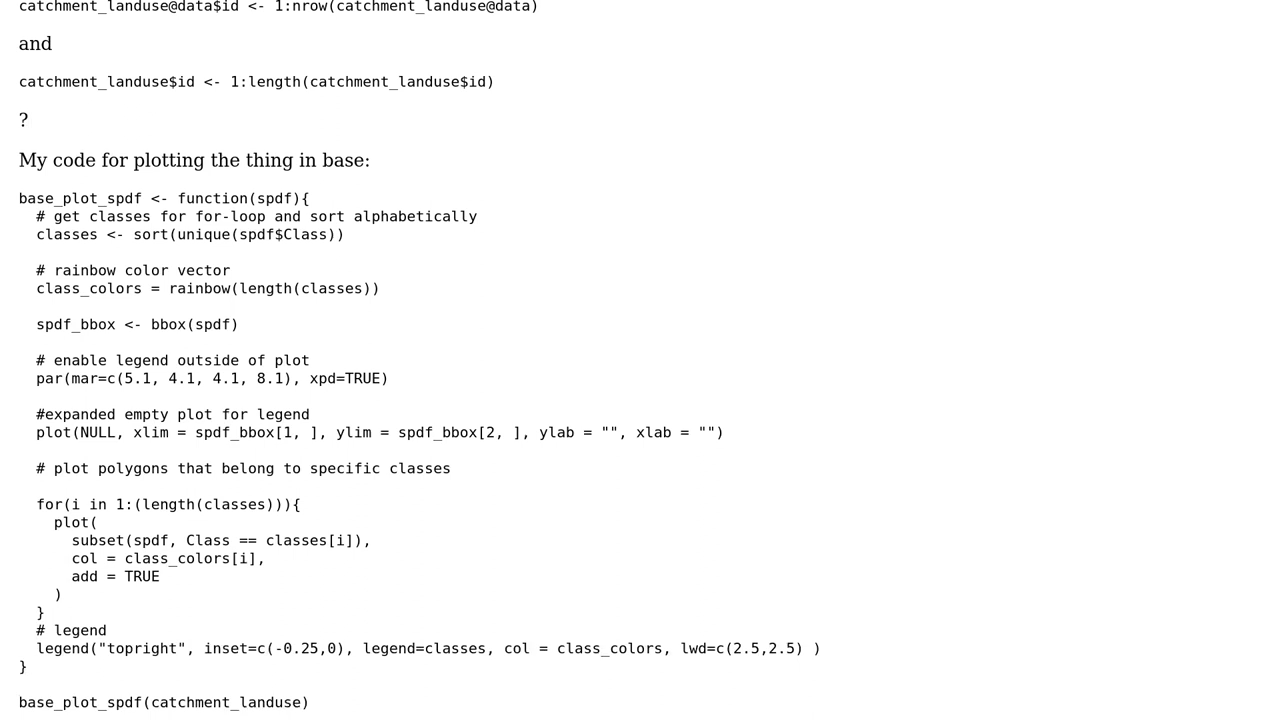 catchment_landuse@data$id <- 1:nrow(catchment_landuse@data)
and
catchment_landuse$id <- 1:length(catchment_landuse$id)
?
My code for plotting the thing in base:
base_plot_spdf <- function(spdf){
  # get classes for for-loop and sort alphabetically
  classes <- sort(unique(spdf$Class))
  # rainbow color vector
  class_colors = rainbow(length(classes))
  spdf_bbox <- bbox(spdf)
  # enable legend outside of plot
  par(mar=c(5.1, 4.1, 4.1, 8.1), xpd=TRUE)
  #expanded empty plot for legend
  plot(NULL, xlim = spdf_bbox[1, ], ylim = spdf_bbox[2, ], ylab = "", xlab = "")
  # plot polygons that belong to specific classes
  for(i in 1:(length(classes))){
    plot(
      subset(spdf, Class == classes[i]),
      col = class_colors[i],
      add = TRUE
    )
  }
  # legend
  legend("topright", inset=c(-0.25,0), legend=classes, col = class_colors, lwd=c(2.5,2.5) )
}
base_plot_spdf(catchment_landuse)